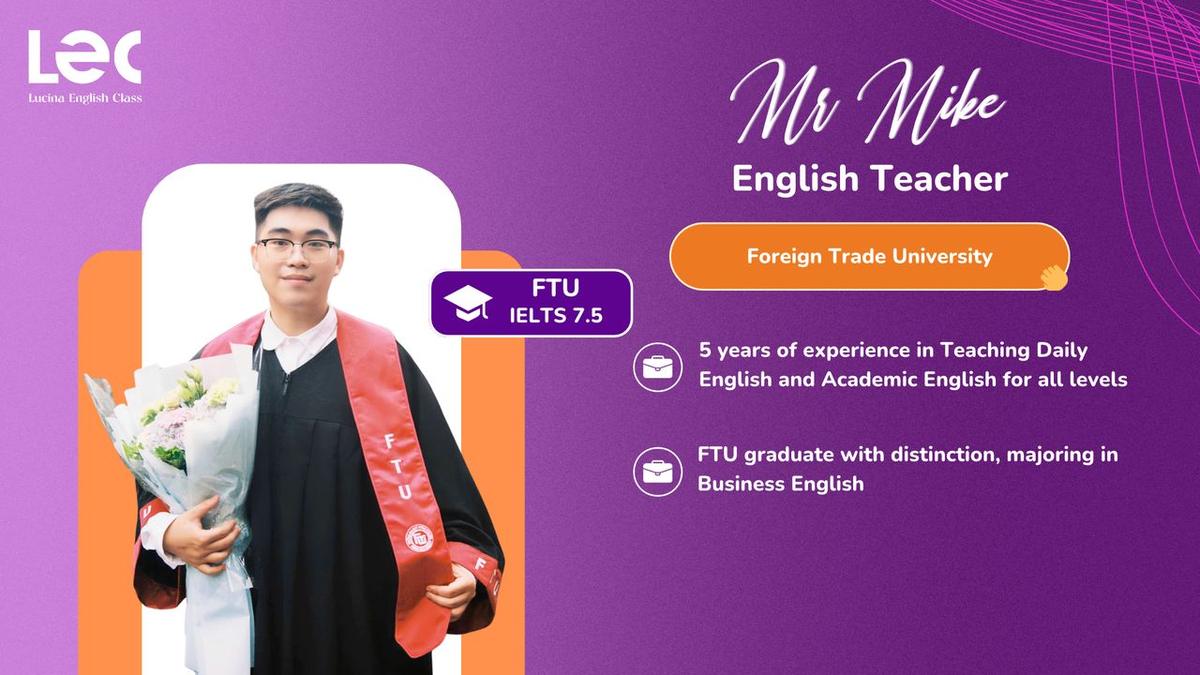 LEC
Lucina English Class
Mr Mike
English Teacher
Foreign Trade University
FTU
IELTS 7.5
5 years of experience in Teaching Daily
English and Academic English for all levels
FTU graduate with distinction, majoring in
Business English
F
T
U
U
F
U